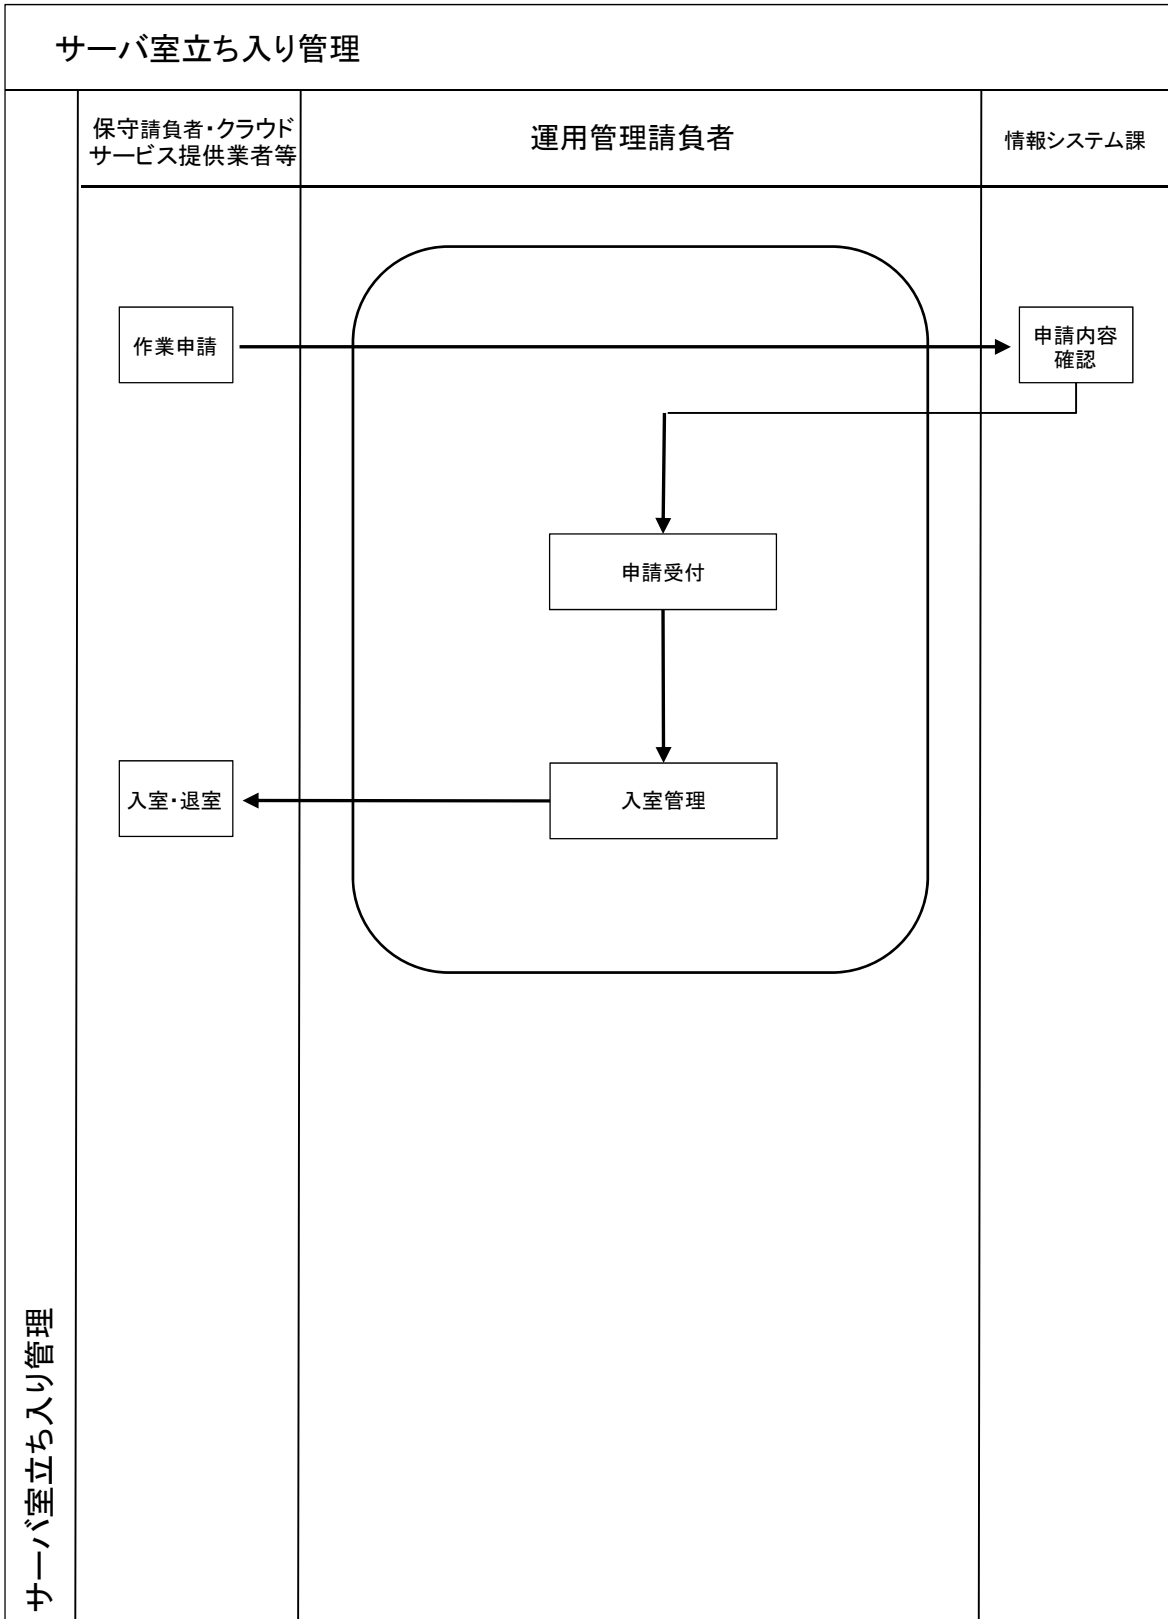 サーバ室立ち入り管理
保守請負者・クラウド
サービス提供業者等
運用管理請負者
情報システム課
作業申請
申請内容
確認
申請受付
入室・退室
入室管理
サーバ室立ち入り管理